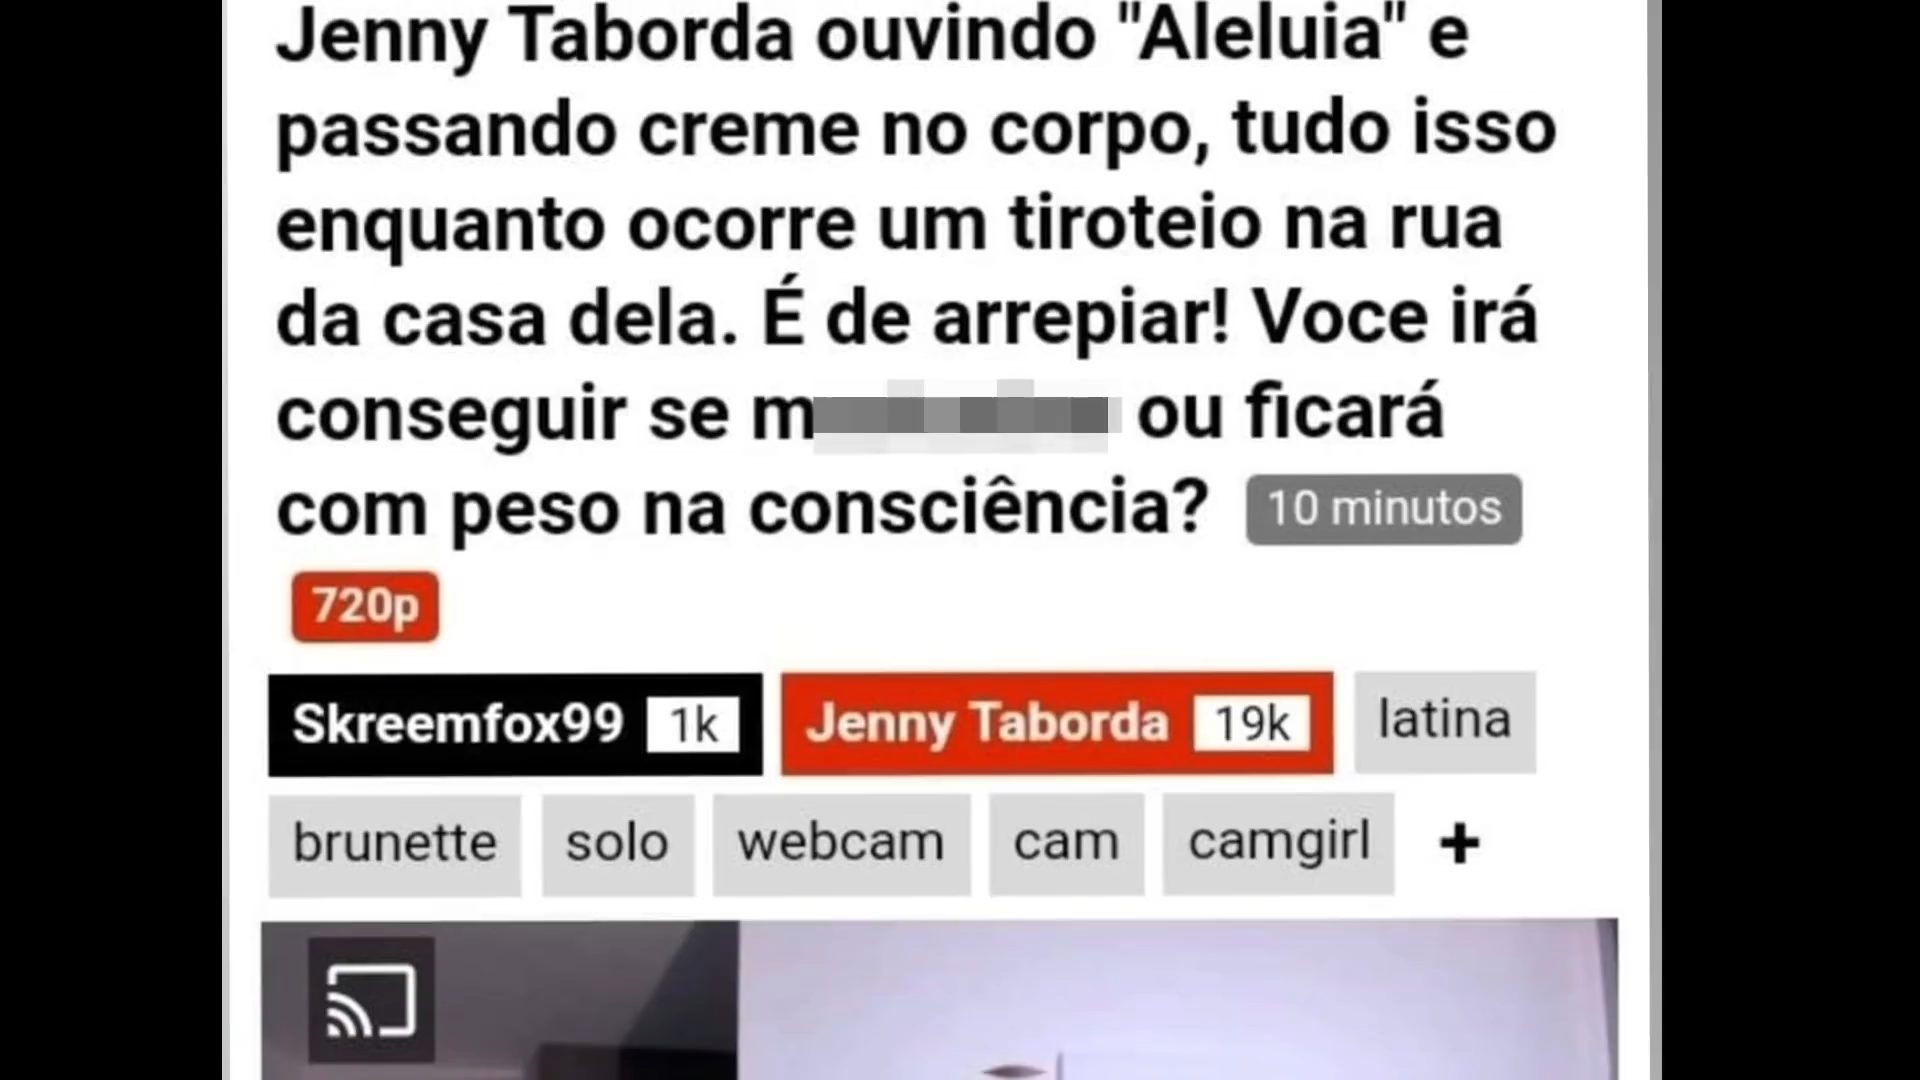 Jenny Taborda ouvindo "Aleluia" e
passando creme no corpo, tudo isso
enquanto ocorre um tiroteio na rua
da casa dela. É de arrepiar! Voce irá
conseguir se m ou ficará
com peso na consciência? 10 minutos
720p
Skreemfox99 1k Jenny Taborda 19k latina
brunette solo webcam cam camgirl +